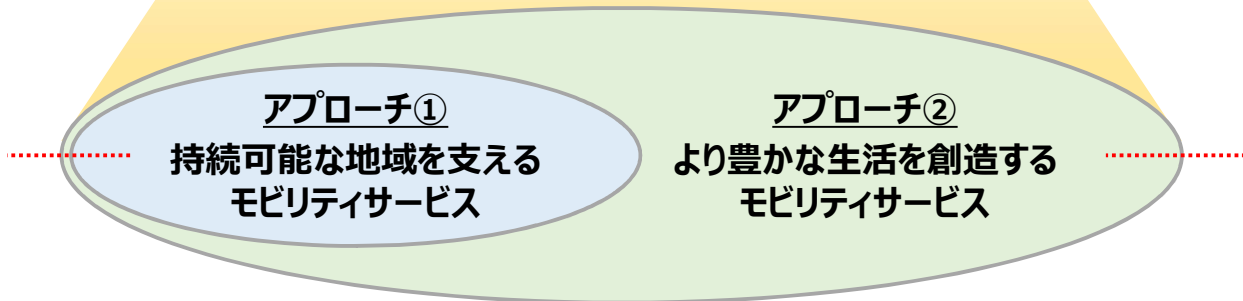 アプローチ①
持続可能な地域を支える
モビリティサービス
アプローチ②
より豊かな生活を創造する
モビリティサービス